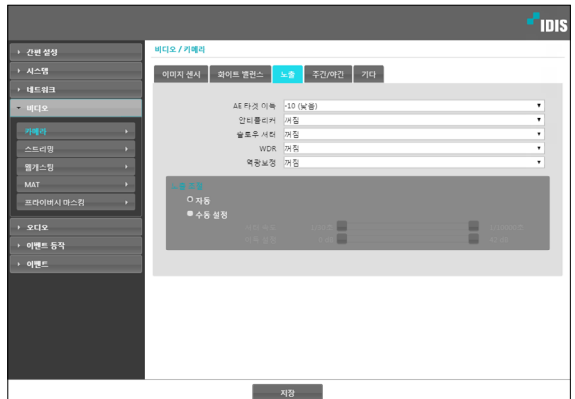 IDIS
간편 설정
시스템
네트워크
비디오
카메라
스트리밍
웹캐스팅
MAT
프라이버시 마스킹
오디오
이벤트 동작
이벤트
비디오 / 카메라
이미지 센서 화이트 밸런스 노출 주간/야간 기타
AE 타겟 이득 -10 (낮음)
안티플리커 꺼짐
슬로우 셔터 꺼짐
WDR 꺼짐
역광보정 꺼짐
노출 조정
자동
수동 설정
저장